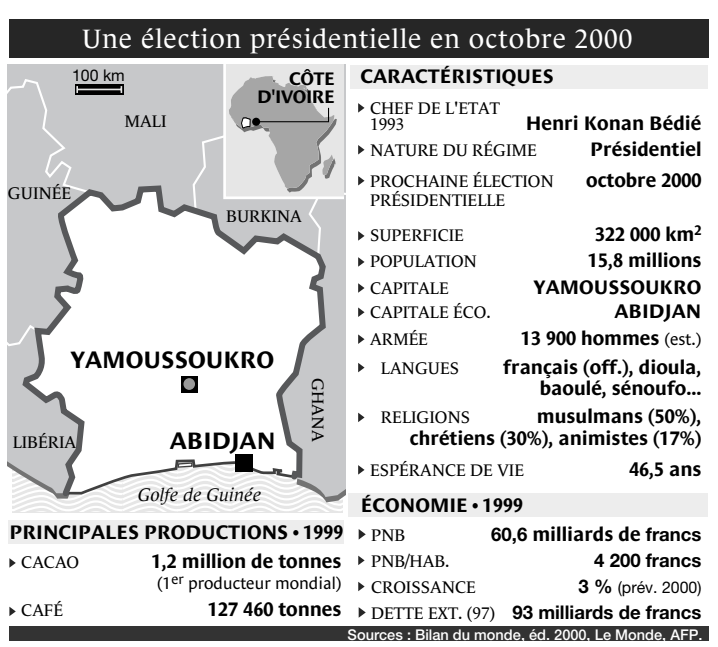 Une élection présidentielle en octobre 2000
100 km
CÔTE
D'IVOIRE
MALI
GUINÉE
BURKINA
YAMOUSSOUKRO
GHANA
LIBÉRIA
ABIDJAN
Golfe de Guinée
PRINCIPALES PRODUCTIONS • 1999
CACAO 1,2 million de tonnes
(1er producteur mondial)
CAFÉ 127 460 tonnes
CARACTÉRISTIQUES
CHEF DE L'ETAT
1993 Henri Konan Bédié
NATURE DU RÉGIME Présidentiel
PROCHAINE ÉLECTION octobre 2000
PRÉSIDENTIELLE
SUPERFICIE 322 000 km²
POPULATION 15,8 millions
CAPITALE YAMOUSSOUKRO
CAPITALE ÉCO. ABIDJAN
ARMÉE 13 900 hommes (est.)
LANGUES français (off.), dioula,
baoulé, sénoufo...
RELIGIONS musulmans (50%),
chrétiens (30%), animistes (17%)
ESPÉRANCE DE VIE 46,5 ans
ÉCONOMIE • 1999
PNB 60,6 milliards de francs
PNB/HAB. 4 200 francs
CROISSANCE 3 % (prév. 2000)
DETTE EXT. (97) 93 milliards de francs
Sources : Bilan du monde, éd. 2000, Le Monde, AFP.